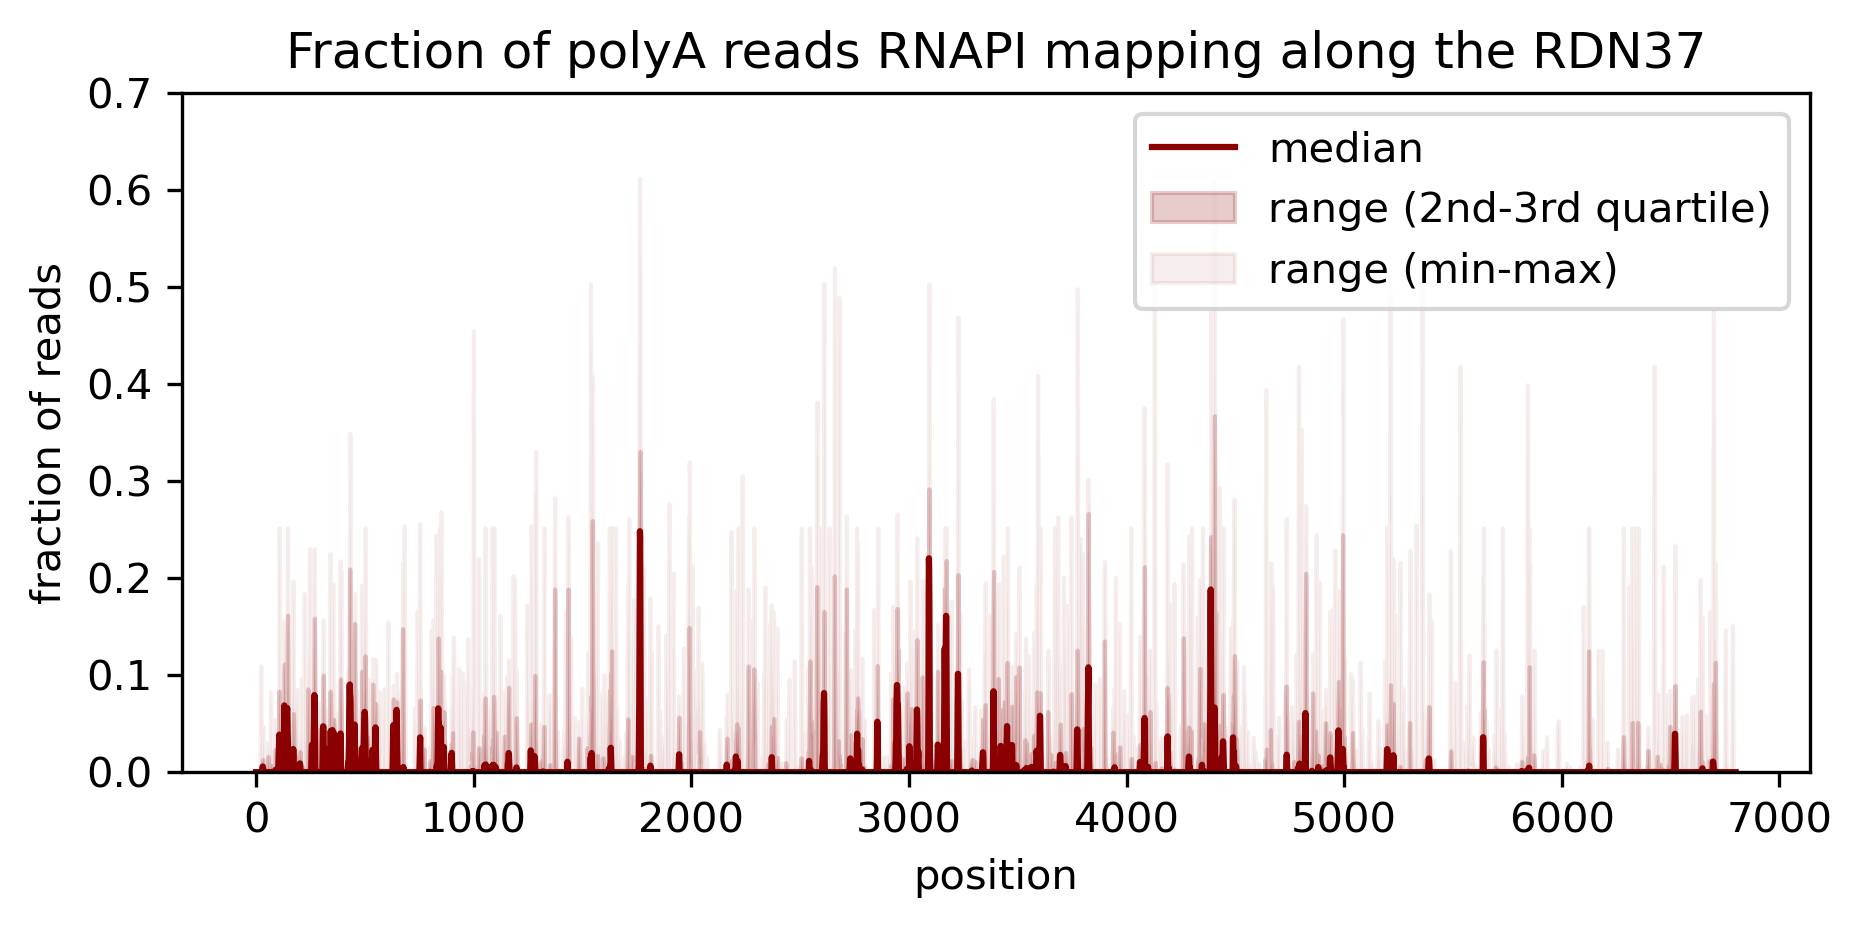 Fraction of polyA reads RNAPI mapping along the RDN37
0.7
0.6
0.5
0.4
0.3
0.2
0.1
0.0
fraction of reads
median
range (2nd-3rd quartile)
range (min-max)
0 1000 2000 3000 4000 5000 6000 7000
position